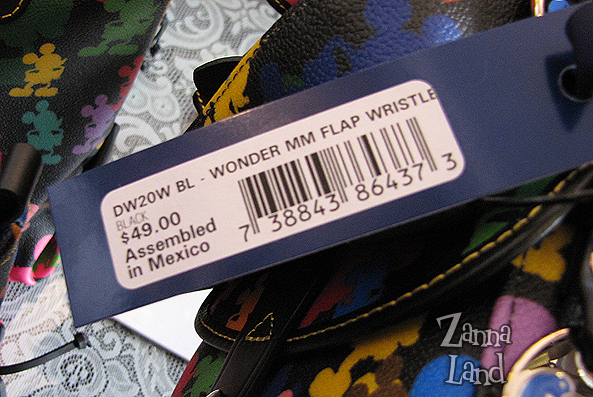 DW20W BL - WONDER MM FLAP WRISTLE
BLACK
$49.00
Assembled
in Mexico
7 38843 86437 3
Zanna
Land